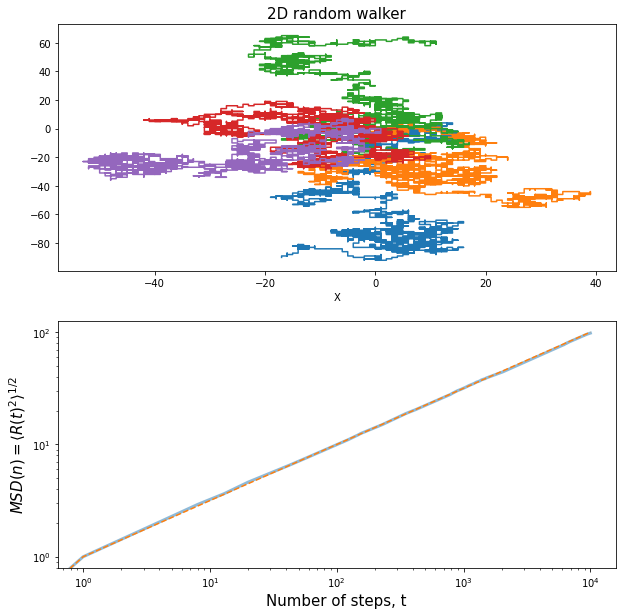 2D random walker
60
40
20
0
−20
−40
−60
−80
−40 −20 0 20 40
X
10²
10¹
10⁰
MSD(n) = ⟨R(t)²⟩^1/2
10⁰ 10¹ 10² 10³ 10⁴
Number of steps, t